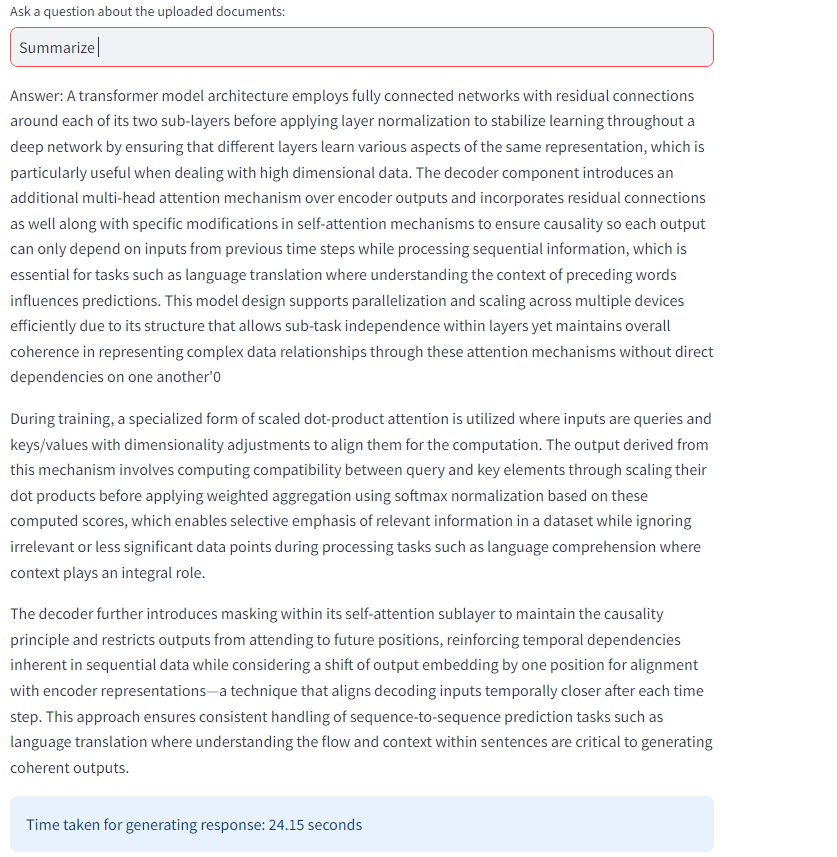 Ask a question about the uploaded documents:
Summarize
Answer: A transformer model architecture employs fully connected networks with residual connections
around each of its two sub-layers before applying layer normalization to stabilize learning throughout a
deep network by ensuring that different layers learn various aspects of the same representation, which is
particularly useful when dealing with high dimensional data. The decoder component introduces an
additional multi-head attention mechanism over encoder outputs and incorporates residual connections
as well along with specific modifications in self-attention mechanisms to ensure causality so each output
can only depend on inputs from previous time steps while processing sequential information, which is
essential for tasks such as language translation where understanding the context of preceding words
influences predictions. This model design supports parallelization and scaling across multiple devices
efficiently due to its structure that allows sub-task independence within layers yet maintains overall
coherence in representing complex data relationships through these attention mechanisms without direct
dependencies on one another'0
During training, a specialized form of scaled dot-product attention is utilized where inputs are queries and
keys/values with dimensionality adjustments to align them for the computation. The output derived from
this mechanism involves computing compatibility between query and key elements through scaling their
dot products before applying weighted aggregation using softmax normalization based on these
computed scores, which enables selective emphasis of relevant information in a dataset while ignoring
irrelevant or less significant data points during processing tasks such as language comprehension where
context plays an integral role.
The decoder further introduces masking within its self-attention sublayer to maintain the causality
principle and restricts outputs from attending to future positions, reinforcing temporal dependencies
inherent in sequential data while considering a shift of output embedding by one position for alignment
with encoder representations—a technique that aligns decoding inputs temporally closer after each time
step. This approach ensures consistent handling of sequence-to-sequence prediction tasks such as
language translation where understanding the flow and context within sentences are critical to generating
coherent outputs.
Time taken for generating response: 24.15 seconds